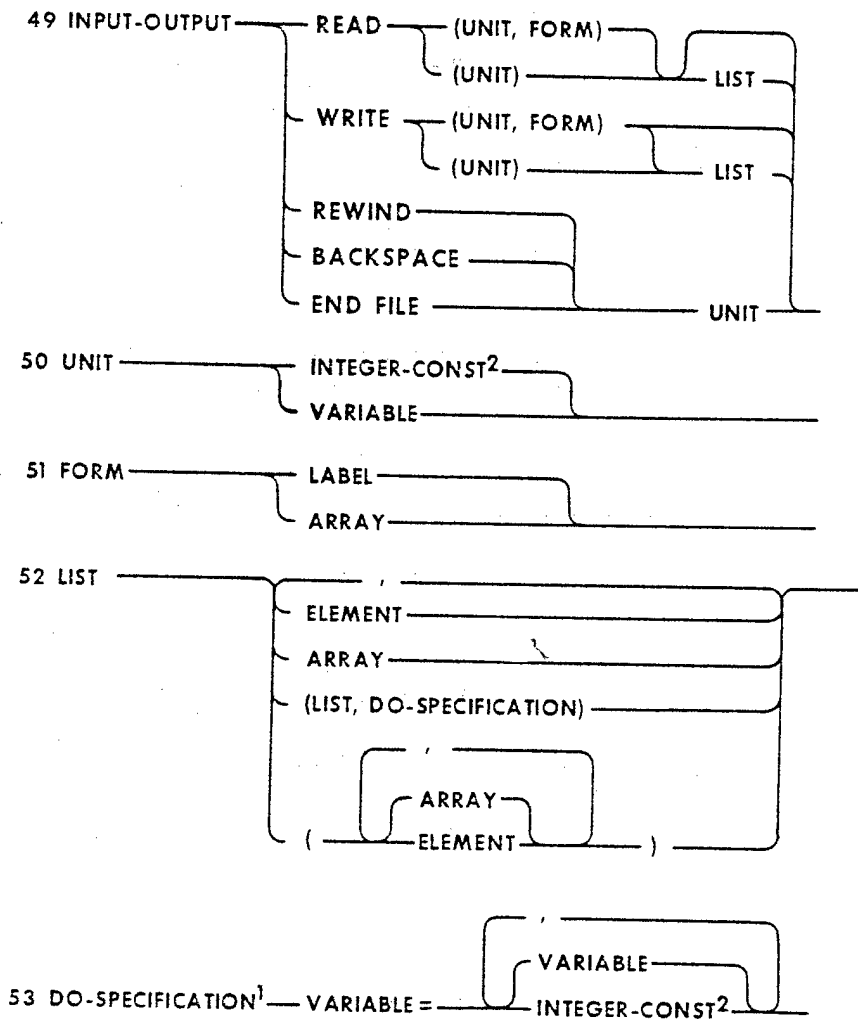 49 INPUT-OUTPUT READ (UNIT, FORM)
(UNIT) LIST
WRITE (UNIT, FORM)
(UNIT) LIST
REWIND
BACKSPACE
END FILE UNIT
50 UNIT INTEGER-CONST2
VARIABLE
51 FORM LABEL
ARRAY
52 LIST ,
ELEMENT
ARRAY
(LIST, DO-SPECIFICATION)
,
ARRAY
( ELEMENT )
,
VARIABLE
53 DO-SPECIFICATION1 VARIABLE = INTEGER-CONST2